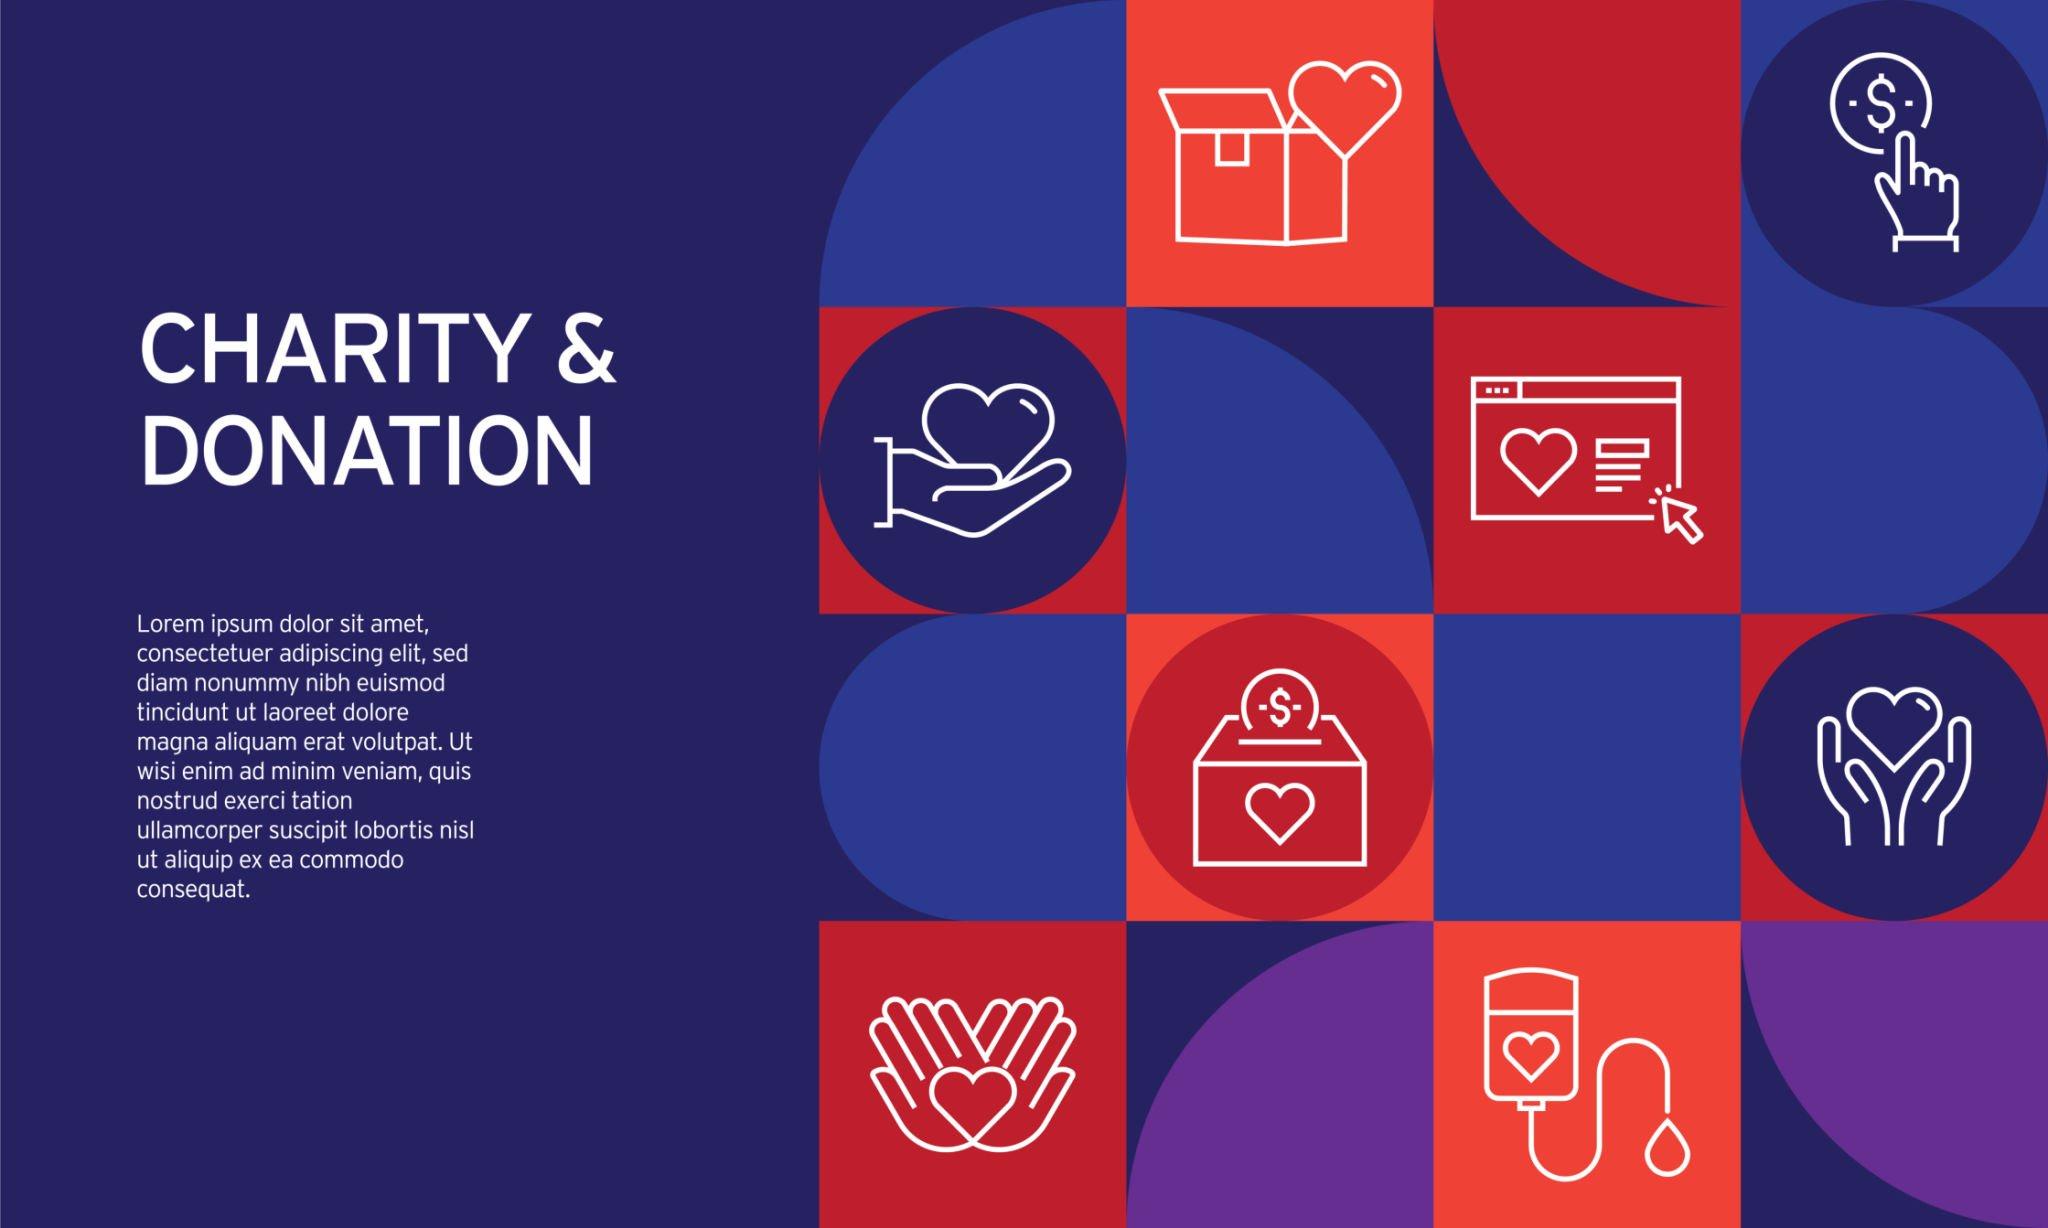 CHARITY &
DONATION
Lorem ipsum dolor sit amet,
consectetuer adipiscing elit, sed
diam nonummy nibh euismod
tincidunt ut laoreet dolore
magna aliquam erat volutpat. Ut
wisi enim ad minim veniam, quis
nostrud exerci tation
ullamcorper suscipit lobortis nisl
ut aliquip ex ea commodo
consequat.
$
$